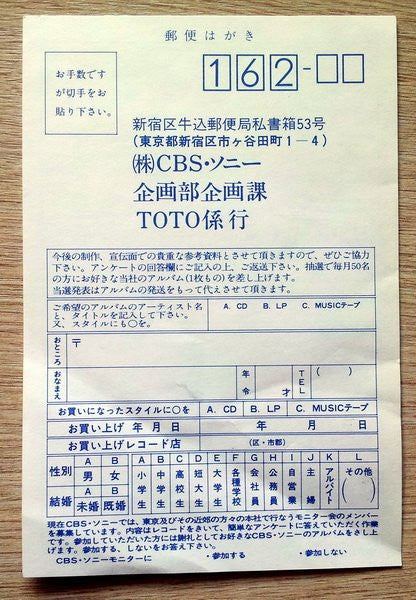 郵便はがき
お手数です
が切手をお
貼り下さい。
162-□□
新宿区牛込郵便局私書箱53号
(東京都新宿区市ヶ谷田町1―4)
㈱CBS・ソニー
企画部企画課
TOTO係行
今後の制作、宣伝面での貴重な参考資料とさせて頂きますので、ぜひご協力
下さい。アンケートの回答欄にご記入の上、ご返送下さい。抽選で毎月50名
の方にお好きな当社のアルバム(1枚もの)を差し上げます。
当選発表はアルバムの発送をもって代えさせて頂きます。
ご希望のアルバムのアーティスト名
と、タイトルを記入して下さい。
又、スタイルにも○を。
A. CD B. LP C. MUSICテープ
おところ
〒
おなまえ
年令 才
TEL ( )
お買いになったスタイルに○を A. CD B. LP C. MUSICテープ
お買い上げ 年 月 日 年 月 日
お買い上げレコード店 (区・市郡)
性別 A 男 B 女
結婚 A 未婚 B 既婚
A 小学生
B 中学生
C 高校生
D 短大生
E 大学生
F 各種学校
G 会社員
H 公務員
I 自営業
J 主婦
K アルバイト
L その他 ( )
現在CBS・ソニーでは、東京及びその近郊の方々の本社で行なうモニター会のメンバー
を募集しています。内容はレコードをきいて、簡単なアンケートに答えていただく作業
です。参加していただいた方には謝礼としてお好きなCBS・ソニーのアルバムをさし上
げます。参加する、しないをお答え下さい。
CBS・ソニーモニターに ・参加する ・参加しない